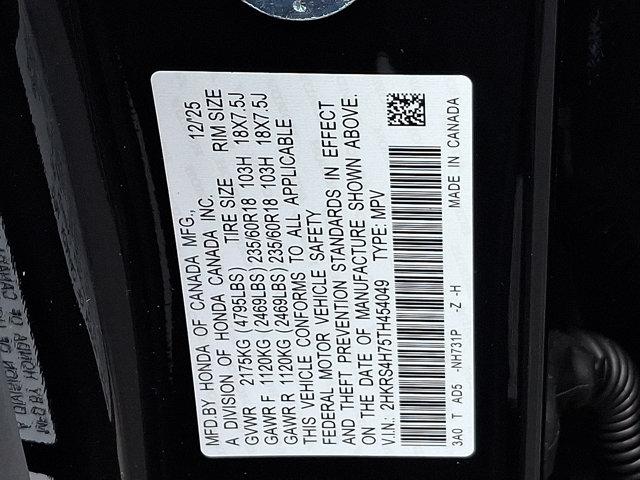 MFD.BY HONDA OF CANADA MFG., 12/25
A DIVISION OF HONDA CANADA INC.
TIRE SIZE RIM SIZE
GVWR 2175KG (4795LBS)
GAWR F 1120KG (2469LBS) 235/60R18 103H 18X7.5J
GAWR R 1120KG (2469LBS) 235/60R18 103H 18X7.5J
THIS VEHICLE CONFORMS TO ALL APPLICABLE
FEDERAL MOTOR VEHICLE SAFETY
AND THEFT PREVENTION STANDARDS IN EFFECT
ON THE DATE OF MANUFACTURE SHOWN ABOVE.
V.I.N.: 2HKRS4H75TH454049 TYPE: MPV
3A0 T AD5 -NH731P -Z -H MADE IN CANADA